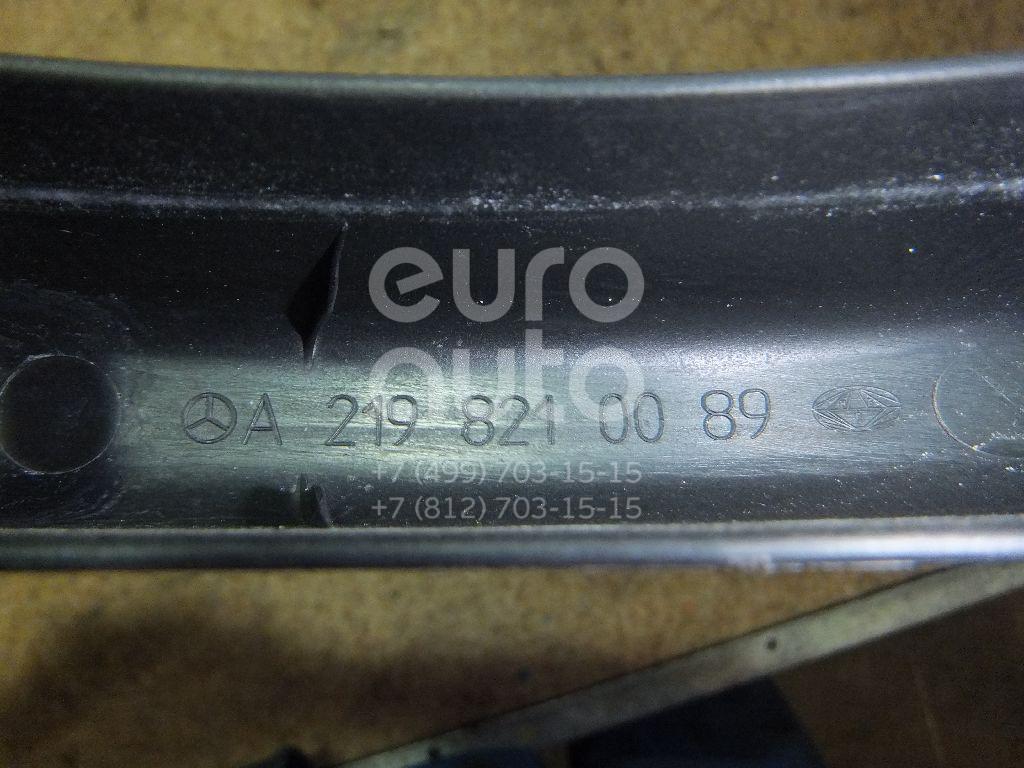 euro
auto
A 219 821 00 89
+7 (499) 703-15-15
+7 (812) 703-15-15